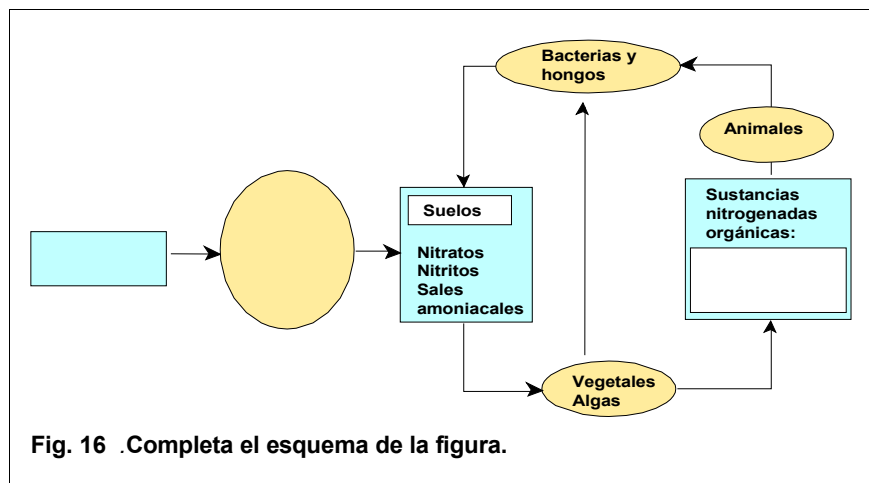 Bacterias y
hongos
Animales
Suelos
Nitratos
Nitritos
Sales
amoniacales
Sustancias
nitrogenadas
orgánicas:
Vegetales
Algas
Fig. 16 .Completa el esquema de la figura.